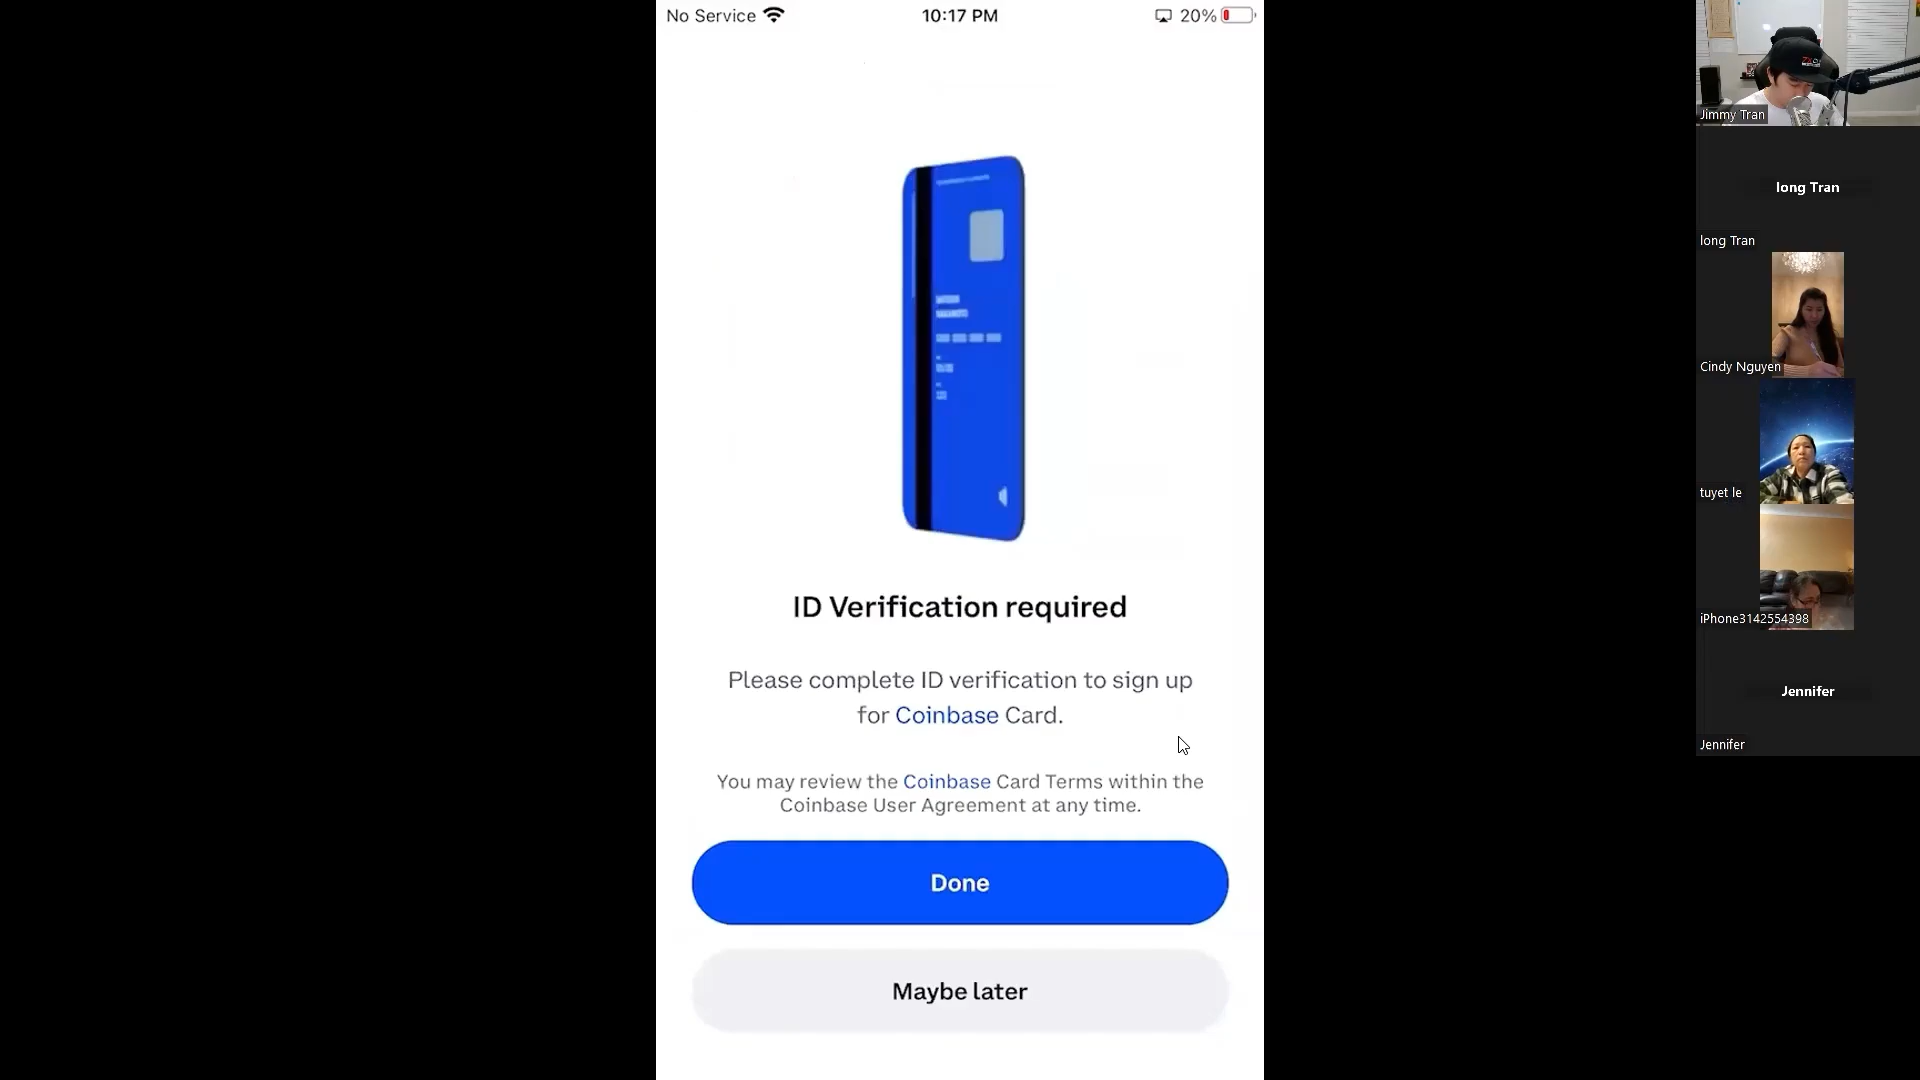 No Service
10:17 PM
20%
ID Verification required
Please complete ID verification to sign up
for Coinbase Card.
You may review the Coinbase Card Terms within the
Coinbase User Agreement at any time.
Done
Maybe later
Jimmy Tran
long Tran
long Tran
Cindy Nguyen
tuyet le
iPhone3142554398
Jennifer
Jennifer